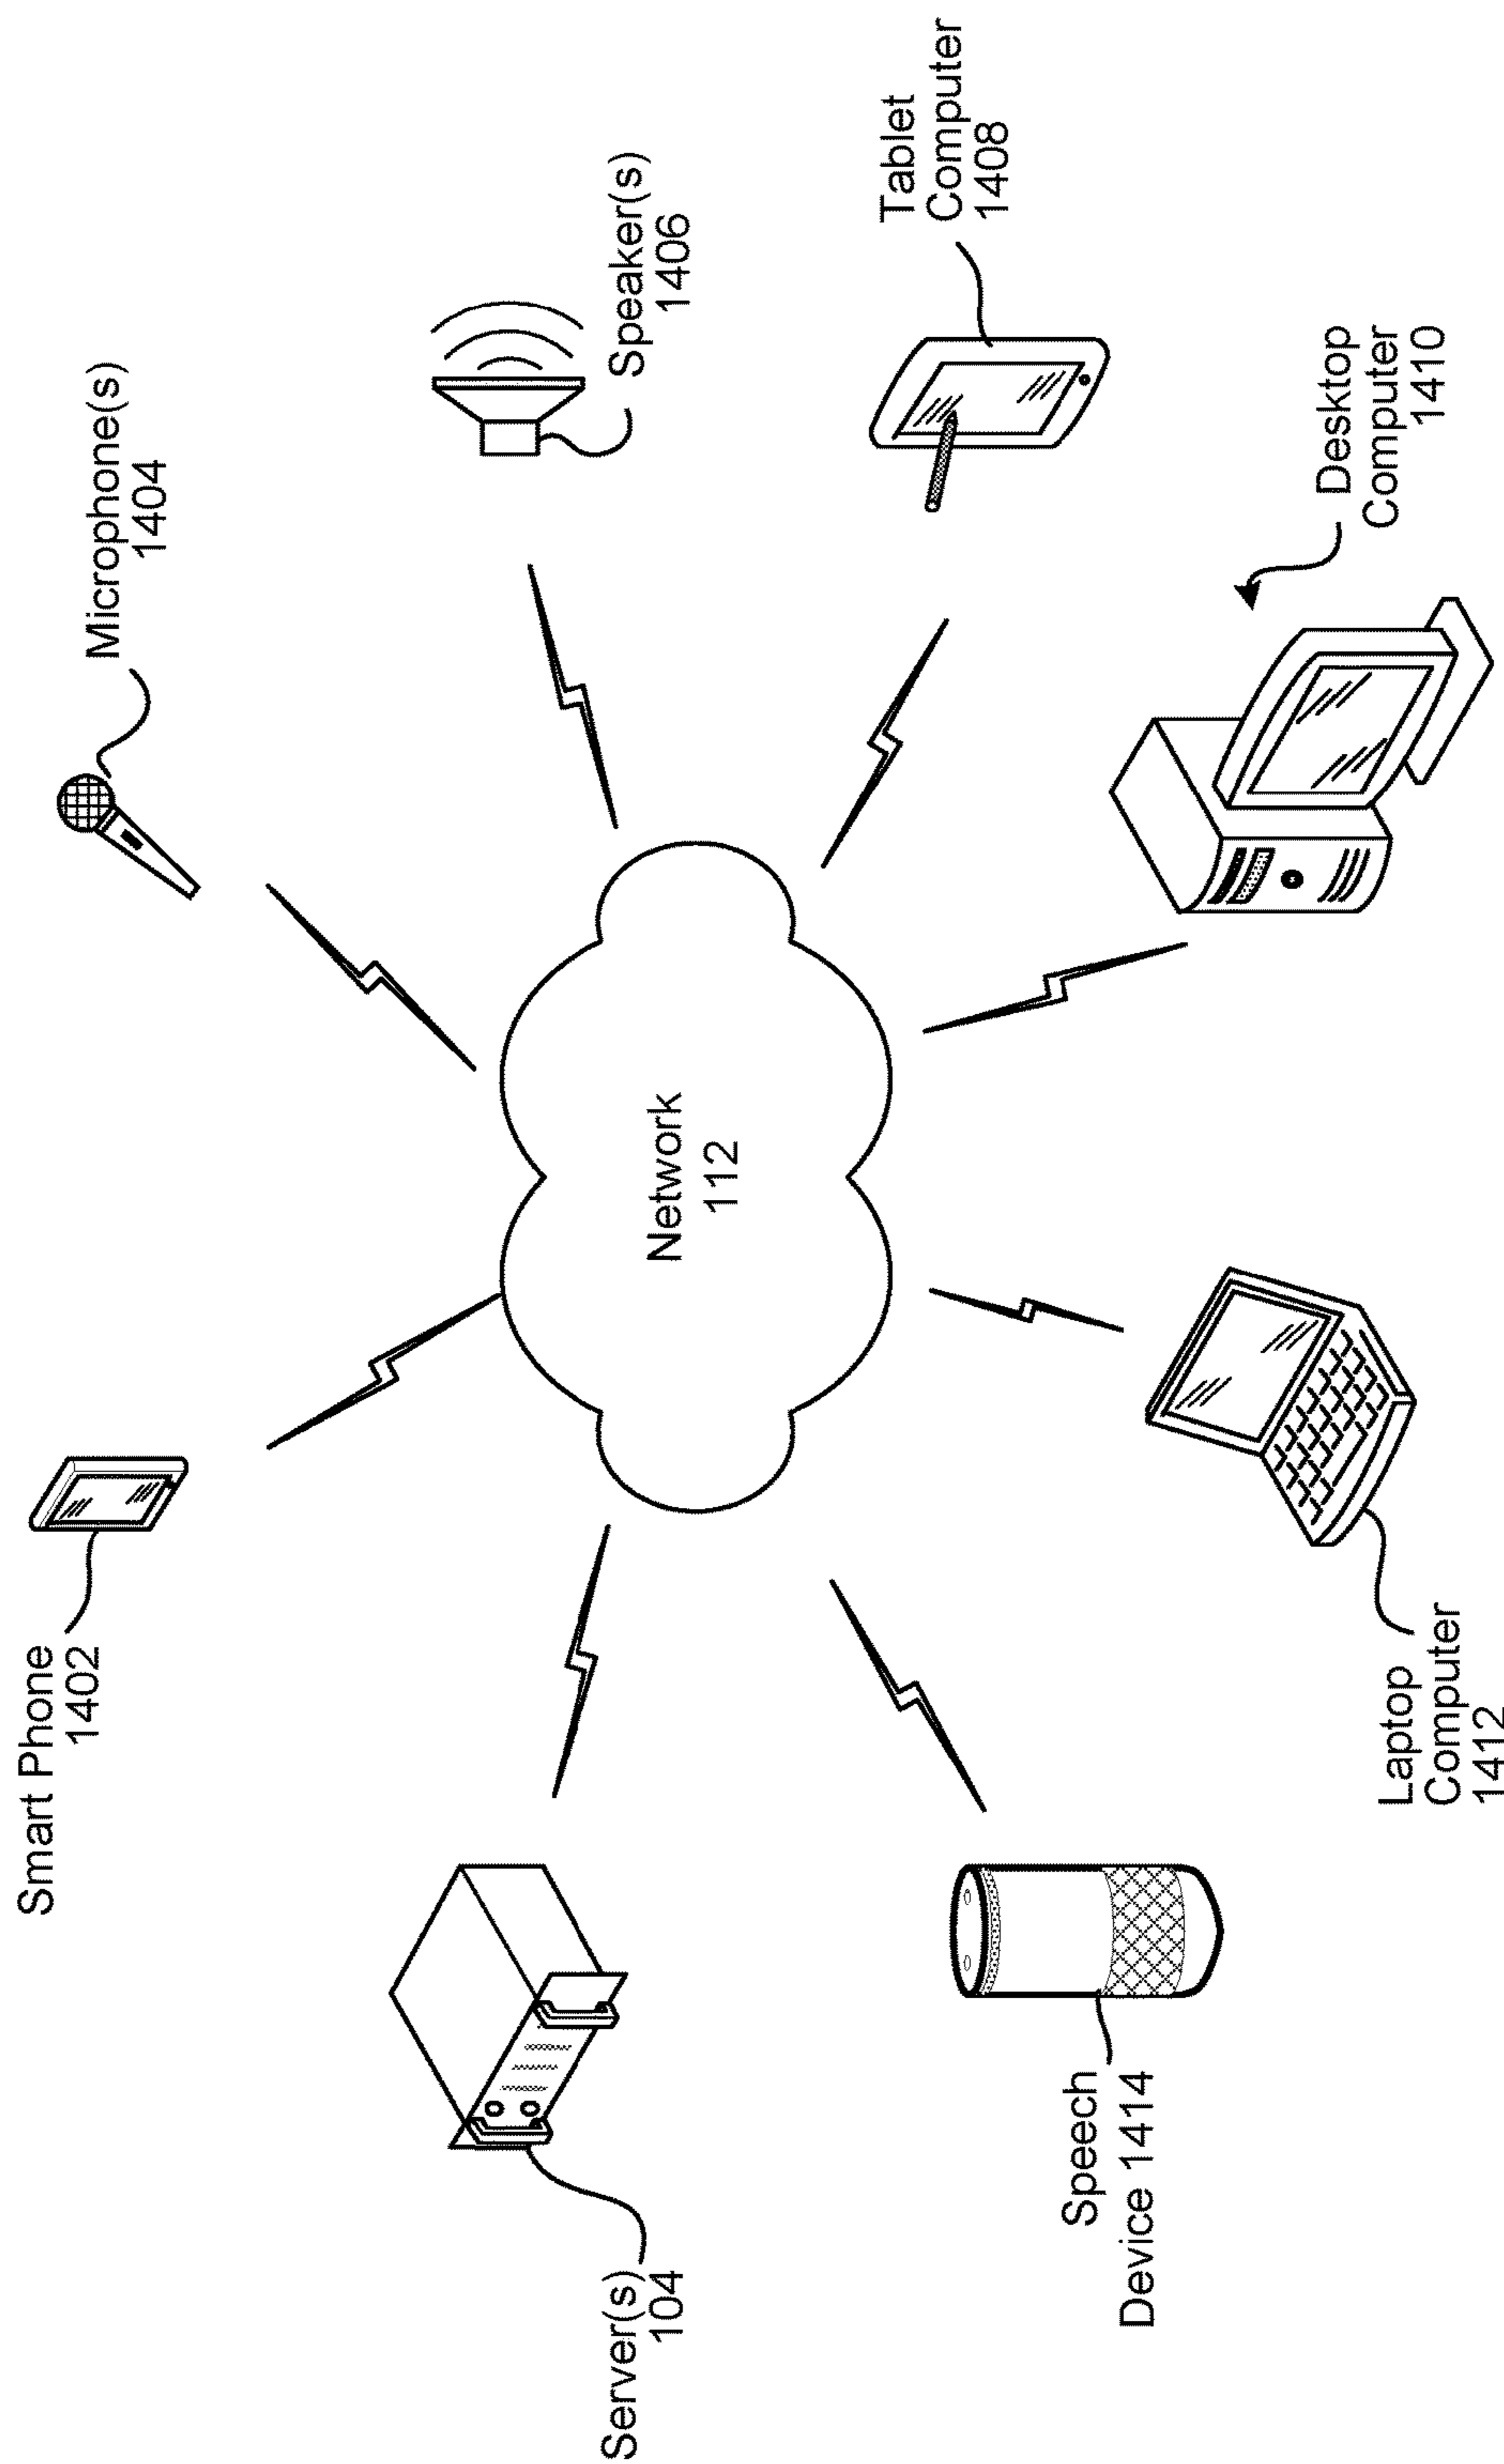 Smart Phone
1402
Microphone(s)
1404
Server(s)
104
Speaker(s)
1406
Network
112
Speech
Device 1414
Tablet
Computer
1408
Laptop
Computer
1412
Desktop
Computer
1410